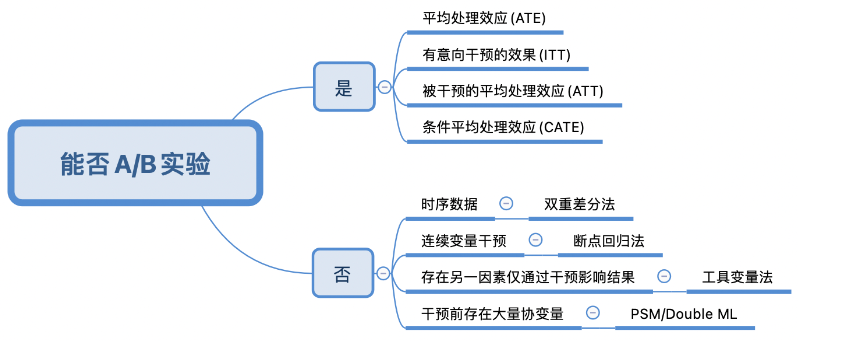 能否A/B实验
是
平均处理效应(ATE)
有意向干预的效果(ITT)
被干预的平均处理效应(ATT)
条件平均处理效应(CATE)
否
时序数据
双重差分法
连续变量干预
断点回归法
存在另一因素仅通过干预影响结果
工具变量法
干预前存在大量协变量
PSM/Double ML